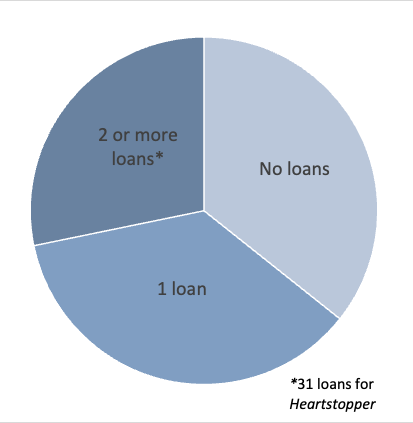 2 or more
loans*
No loans
1 loan
*31 loans for
Heartstopper